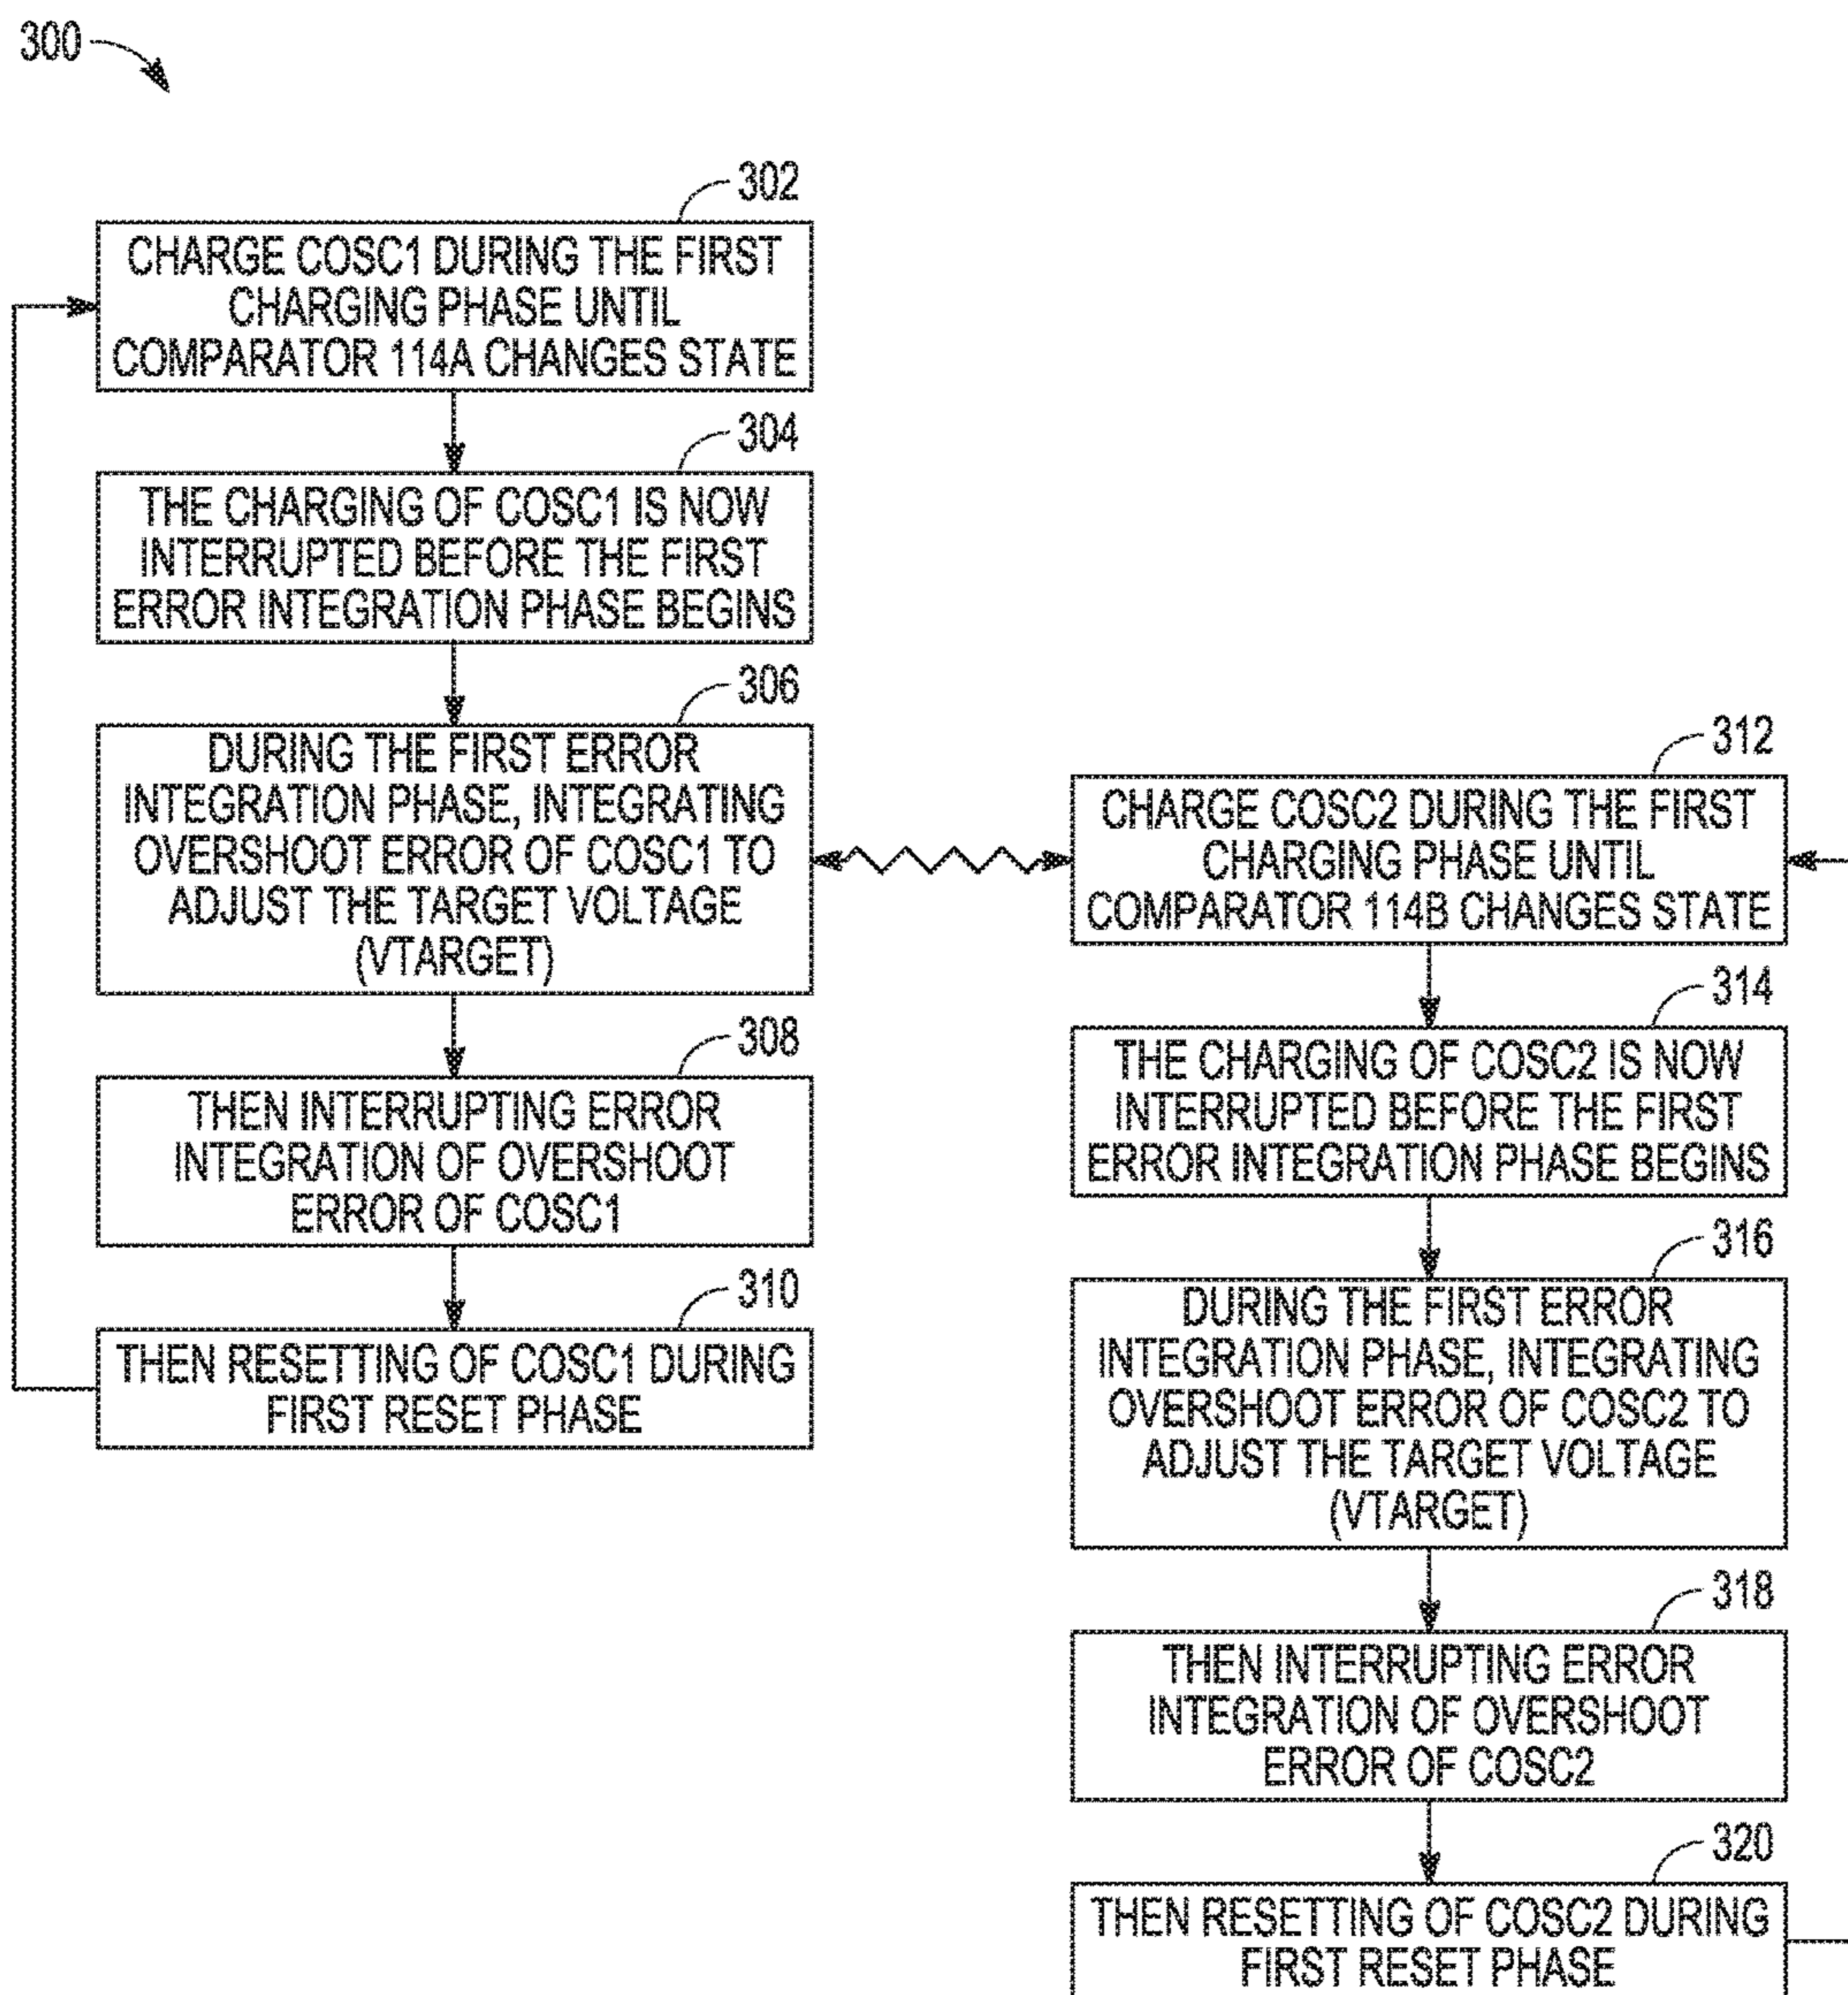 300
302
CHARGE COSC1 DURING THE FIRST
CHARGING PHASE UNTIL
COMPARATOR 114A CHANGES STATE
304
THE CHARGING OF COSC1 IS NOW
INTERRUPTED BEFORE THE FIRST
ERROR INTEGRATION PHASE BEGINS
306
DURING THE FIRST ERROR
INTEGRATION PHASE, INTEGRATING
OVERSHOOT ERROR OF COSC1 TO
ADJUST THE TARGET VOLTAGE
(VTARGET)
308
THEN INTERRUPTING ERROR
INTEGRATION OF OVERSHOOT
ERROR OF COSC1
310
THEN RESETTING OF COSC1 DURING
FIRST RESET PHASE
312
CHARGE COSC2 DURING THE FIRST
CHARGING PHASE UNTIL
COMPARATOR 114B CHANGES STATE
314
THE CHARGING OF COSC2 IS NOW
INTERRUPTED BEFORE THE FIRST
ERROR INTEGRATION PHASE BEGINS
316
DURING THE FIRST ERROR
INTEGRATION PHASE, INTEGRATING
OVERSHOOT ERROR OF COSC2 TO
ADJUST THE TARGET VOLTAGE
(VTARGET)
318
THEN INTERRUPTING ERROR
INTEGRATION OF OVERSHOOT
ERROR OF COSC2
320
THEN RESETTING OF COSC2 DURING
FIRST RESET PHASE